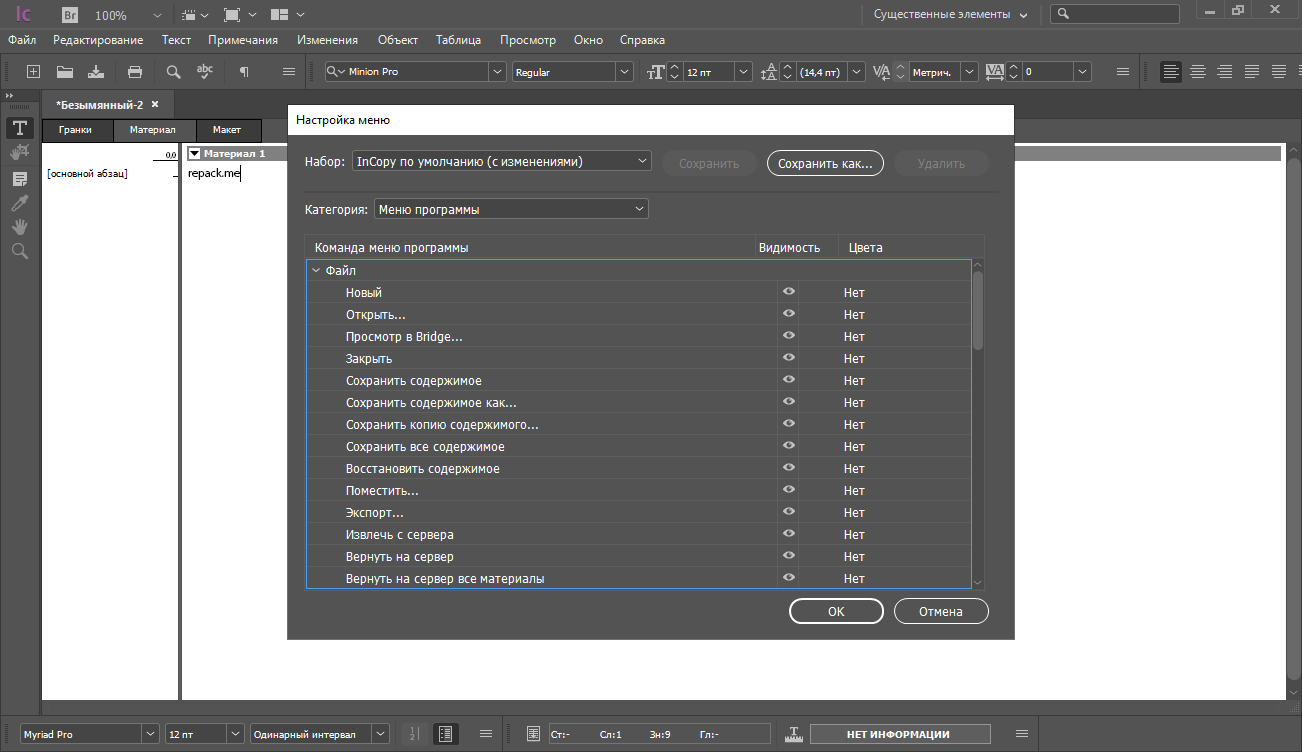 Ic Br 100% Существенные элементы
Файл Редактирование Текст Примечания Изменения Объект Таблица Просмотр Окно Справка
abc Minion Pro Regular 12 пт (14,4 пт) Метрич. 0
*Безымянный-2 ×
Гранки Материал Макет
0,0 Материал 1
[основной абзац] repack.me
Настройка меню
Набор: InCopy по умолчанию (с изменениями) Сохранить Сохранить как... Удалить
Категория: Меню программы
Команда меню программы Видимость Цвета
Файл
Новый Нет
Открыть... Нет
Просмотр в Bridge... Нет
Закрыть Нет
Сохранить содержимое Нет
Сохранить содержимое как... Нет
Сохранить копию содержимого... Нет
Сохранить все содержимое Нет
Восстановить содержимое Нет
Поместить... Нет
Экспорт... Нет
Извлечь с сервера Нет
Вернуть на сервер Нет
Вернуть на сервер все материалы Нет
OK Отмена
Myriad Pro 12 пт Одинарный интервал Ст:- Сл:1 Зн:9 Гл:- НЕТ ИНФОРМАЦИИ